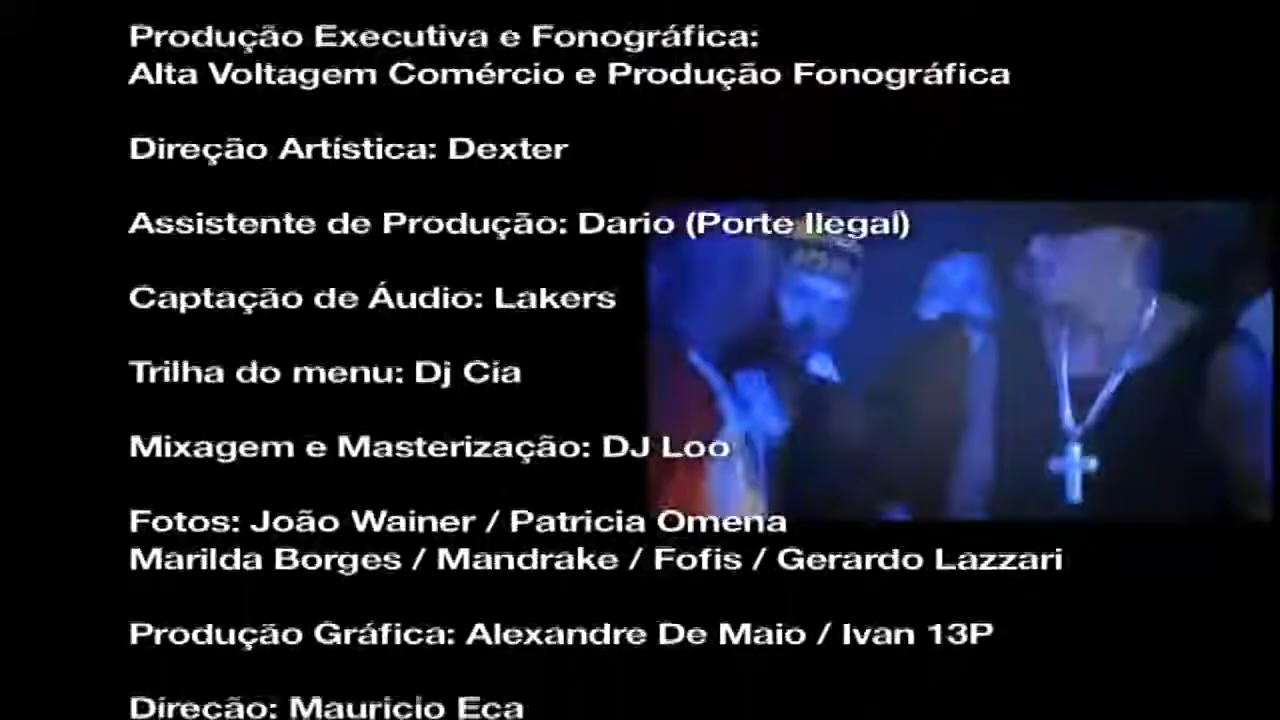 Produção Executiva e Fonográfica:
Alta Voltagem Comércio e Produção Fonográfica
Direção Artística: Dexter
Assistente de Produção: Dario (Porte Ilegal)
Captação de Áudio: Lakers
Trilha do menu: Dj Cia
Mixagem e Masterização: DJ Loo
Fotos: João Wainer / Patricia Omena
Marilda Borges / Mandrake / Fofis / Gerardo Lazzari
Produção Gráfica: Alexandre De Maio / Ivan 13P
Direção: Mauricio Eça